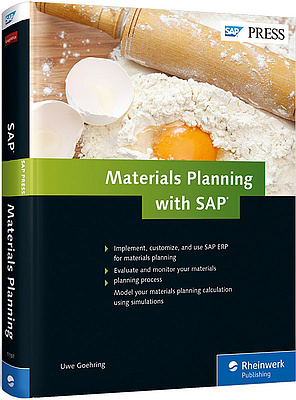 SAP PRESS
Materials Planning
with SAP®
Implement, customize, and use SAP ERP
for materials planning
Evaluate and monitor your materials
planning process
Model your materials planning calculation
using simulations
Uwe Goehring
Rheinwerk
Publishing
SAP
SAP PRESS
Materials Planning